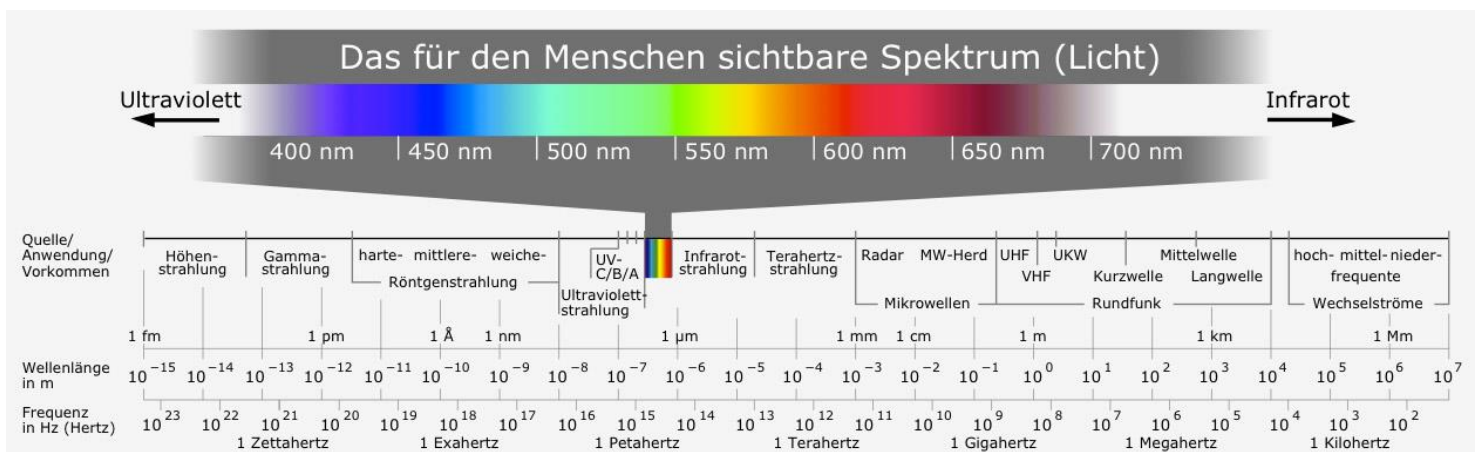 Das für den Menschen sichtbare Spektrum (Licht)
Ultraviolett
Infrarot
400 nm 450 nm 500 nm 550 nm 600 nm 650 nm 700 nm
Quelle/
Anwendung/
Vorkommen
Höhen-
strahlung
Gamma-
strahlung
harte- mittlere- weiche-
Röntgenstrahlung
UV-
C/B/A
Ultraviolett-
strahlung
Infrarot-
strahlung
Terahertz-
strahlung
Radar MW-Herd
Mikrowellen
UHF UKW Mittelwelle
VHF Kurzwelle Langwelle
Rundfunk
hoch- mittel- nieder-
frequente
Wechselströme
1 fm 1 pm 1 Å 1 nm 1 µm 1 mm 1 cm 1 m 1 km 1 Mm
Wellenlänge
in m
10⁻¹⁵ 10⁻¹⁴ 10⁻¹³ 10⁻¹² 10⁻¹¹ 10⁻¹⁰ 10⁻⁹ 10⁻⁸ 10⁻⁷ 10⁻⁶ 10⁻⁵ 10⁻⁴ 10⁻³ 10⁻² 10⁻¹ 10⁰ 10¹ 10² 10³ 10⁴ 10⁵ 10⁶ 10⁷
Frequenz
in Hz (Hertz)
10²³ 10²² 10²¹ 10²⁰ 10¹⁹ 10¹⁸ 10¹⁷ 10¹⁶ 10¹⁵ 10¹⁴ 10¹³ 10¹² 10¹¹ 10¹⁰ 10⁹ 10⁸ 10⁷ 10⁶ 10⁵ 10⁴ 10³ 10²
1 Zettahertz 1 Exahertz 1 Petahertz 1 Terahertz 1 Gigahertz 1 Megahertz 1 Kilohertz